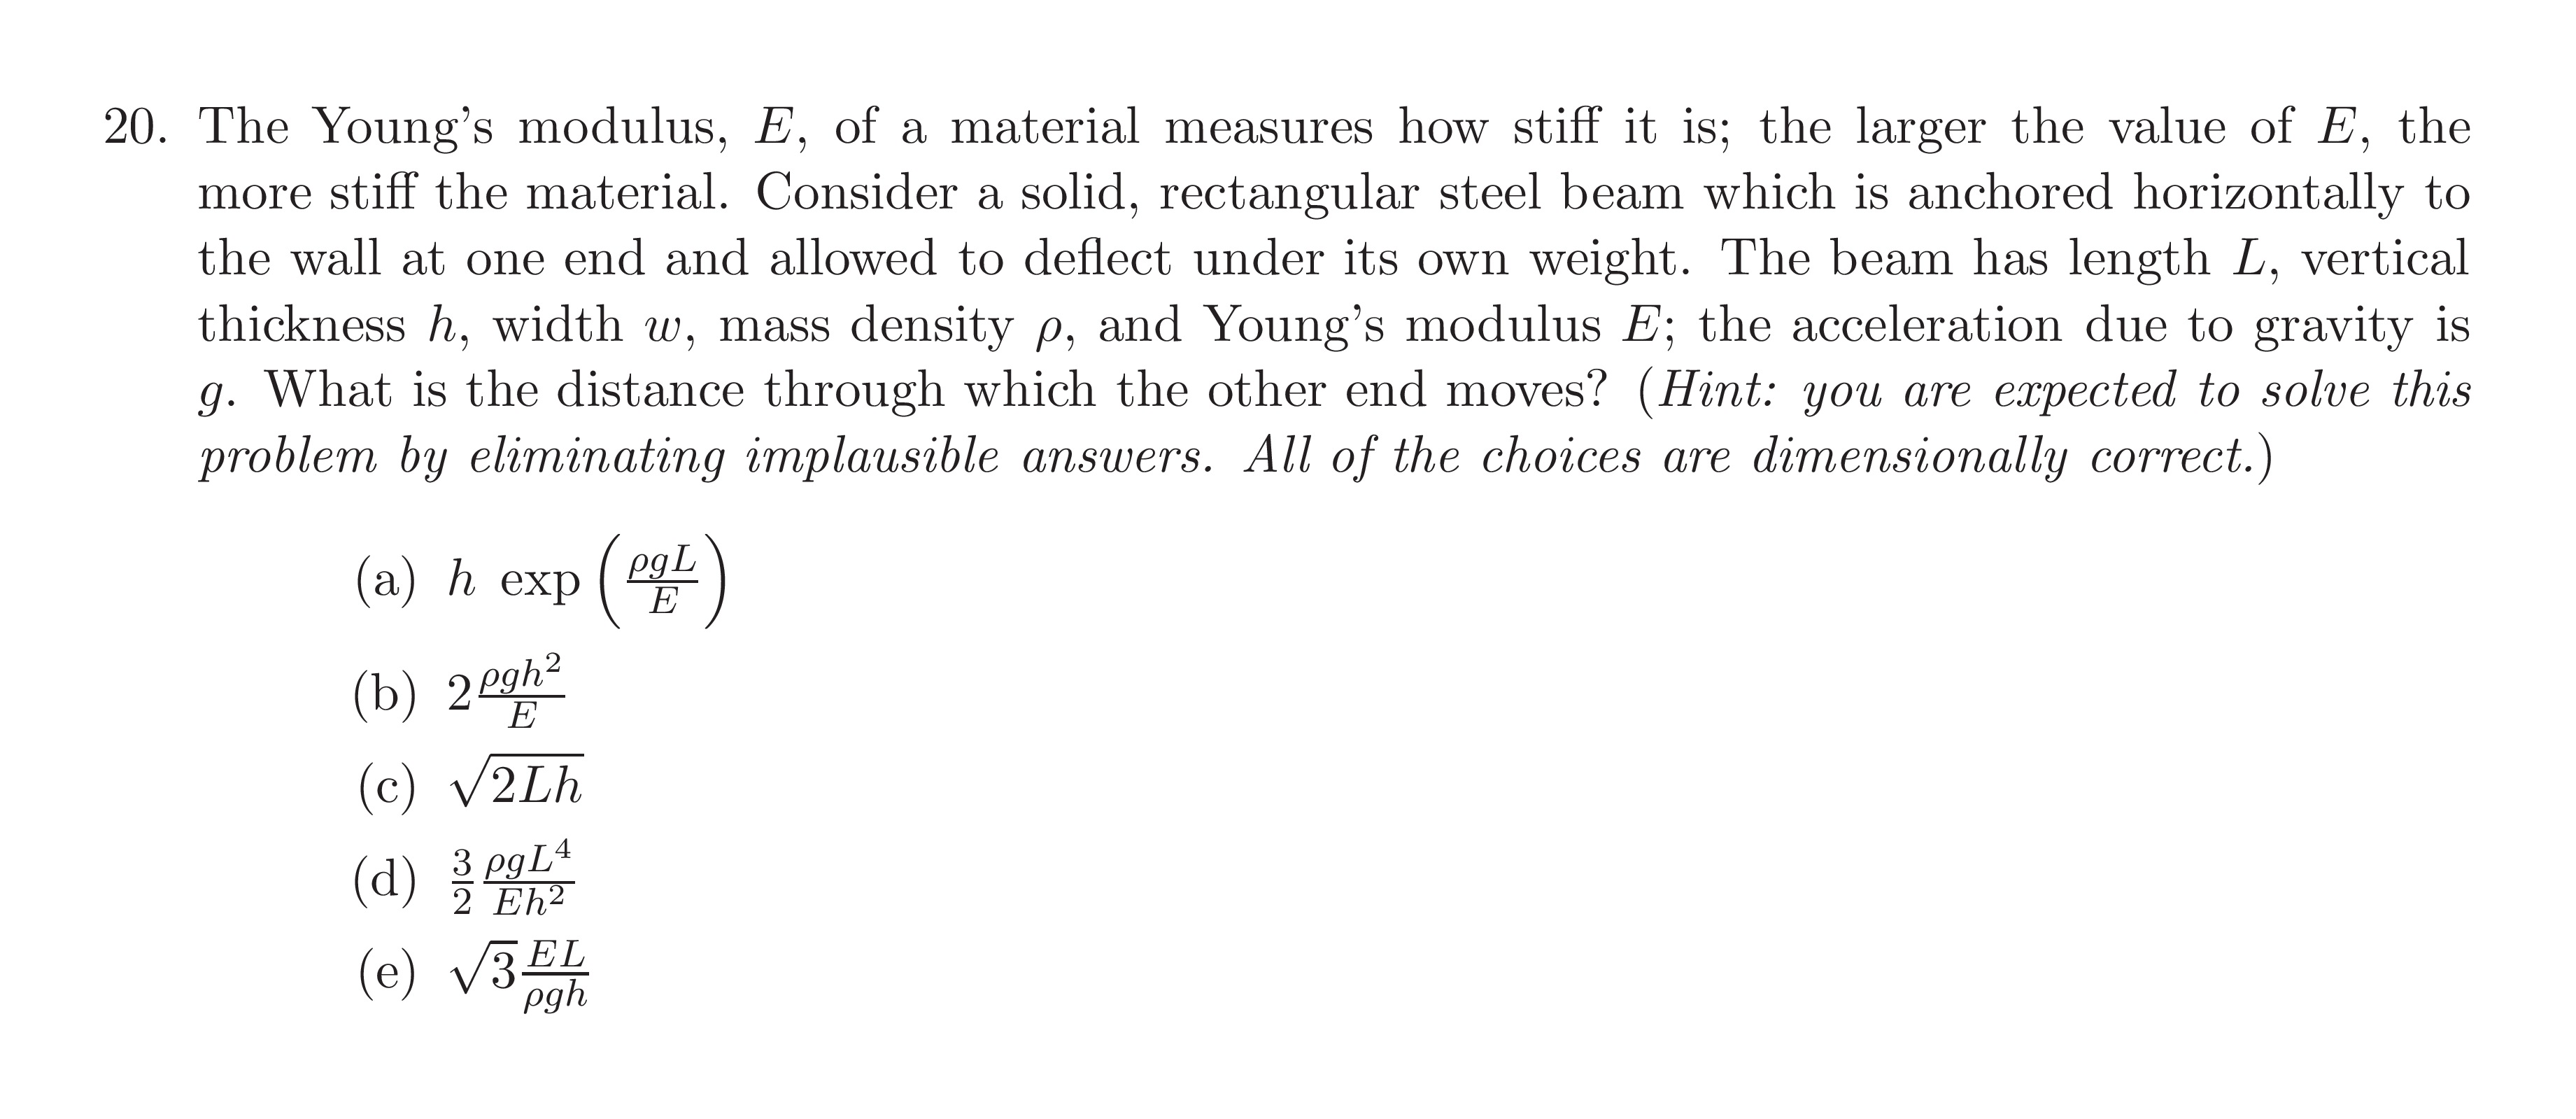 20. The Young's modulus, E, of a material measures how stiff it is; the larger the value of E, the
more stiff the material. Consider a solid, rectangular steel beam which is anchored horizontally to
the wall at one end and allowed to deflect under its own weight. The beam has length L, vertical
thickness h, width w, mass density ρ, and Young's modulus E; the acceleration due to gravity is
g. What is the distance through which the other end moves? (Hint: you are expected to solve this
problem by eliminating implausible answers. All of the choices are dimensionally correct.)
(a) h exp $\left(\frac{\rho g L}{E}\right)$
(b) $2\frac{\rho g h^2}{E}$
(c) $\sqrt{2Lh}$
(d) $\frac{3}{2}\frac{\rho g L^4}{E h^2}$
(e) $\sqrt{3}\frac{EL}{\rho g h}$